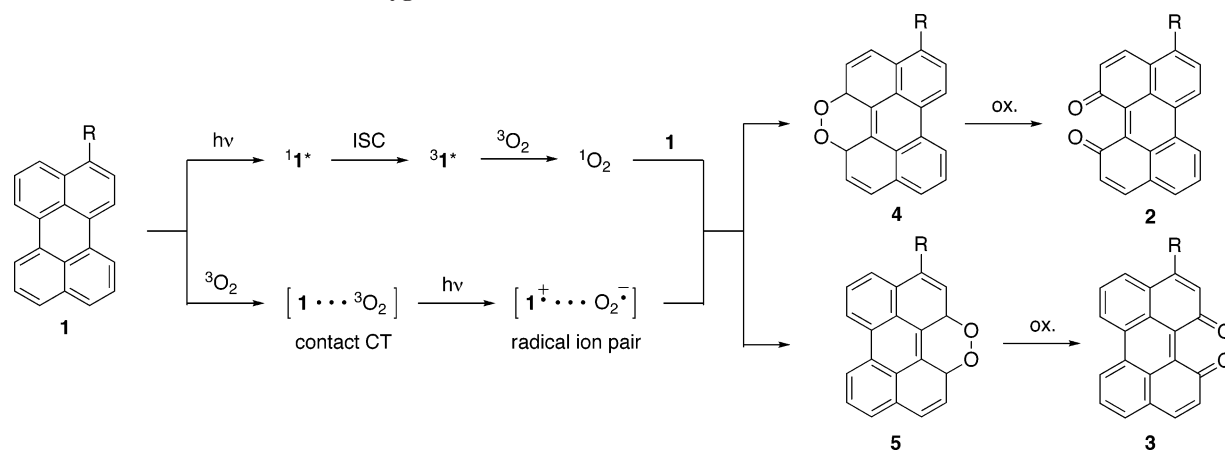 R
1
hν
¹1*
ISC
³1*
³O₂
¹O₂
1
³O₂
[ 1 · · · ³O₂ ]
contact CT
hν
[ 1•⁺ · · · O₂•⁻ ]
radical ion pair
R
O
O
4
ox.
R
O
O
2
R
O
O
5
ox.
R
O
O
3